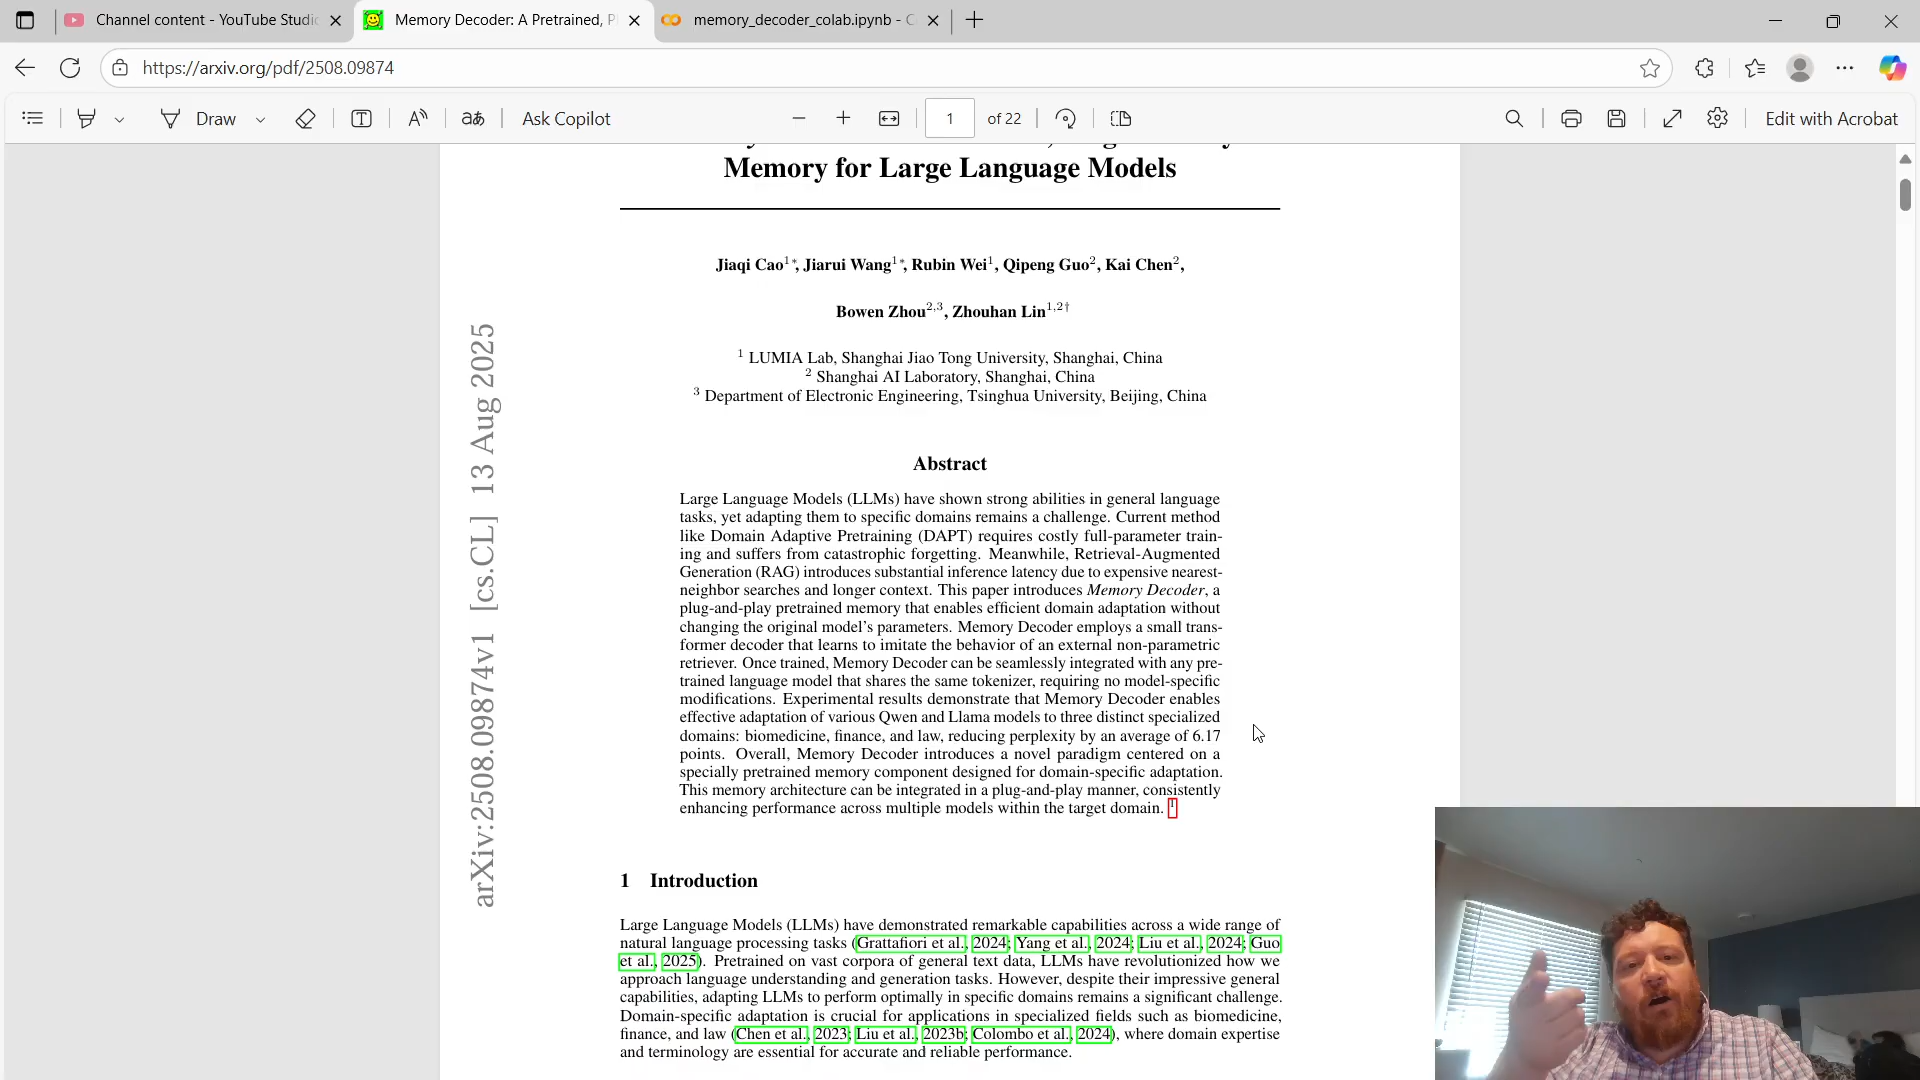 Channel content - YouTube Studio
Memory Decoder: A Pretrained, P
memory_decoder_colab.ipynb - C
https://arxiv.org/pdf/2508.09874
Draw
Ask Copilot
1 of 22
Edit with Acrobat
Memory for Large Language Models
Jiaqi Cao1*, Jiarui Wang1*, Rubin Wei1, Qipeng Guo2, Kai Chen2,
Bowen Zhou2,3, Zhouhan Lin1,2†
1 LUMIA Lab, Shanghai Jiao Tong University, Shanghai, China
2 Shanghai AI Laboratory, Shanghai, China
3 Department of Electronic Engineering, Tsinghua University, Beijing, China
arXiv:2508.09874v1 [cs.CL] 13 Aug 2025
Abstract
Large Language Models (LLMs) have shown strong abilities in general language
tasks, yet adapting them to specific domains remains a challenge. Current method
like Domain Adaptive Pretraining (DAPT) requires costly full-parameter train-
ing and suffers from catastrophic forgetting. Meanwhile, Retrieval-Augmented
Generation (RAG) introduces substantial inference latency due to expensive nearest-
neighbor searches and longer context. This paper introduces Memory Decoder, a
plug-and-play pretrained memory that enables efficient domain adaptation without
changing the original model's parameters. Memory Decoder employs a small trans-
former decoder that learns to imitate the behavior of an external non-parametric
retriever. Once trained, Memory Decoder can be seamlessly integrated with any pre-
trained language model that shares the same tokenizer, requiring no model-specific
modifications. Experimental results demonstrate that Memory Decoder enables
effective adaptation of various Qwen and Llama models to three distinct specialized
domains: biomedicine, finance, and law, reducing perplexity by an average of 6.17
points. Overall, Memory Decoder introduces a novel paradigm centered on a
specially pretrained memory component designed for domain-specific adaptation.
This memory architecture can be integrated in a plug-and-play manner, consistently
enhancing performance across multiple models within the target domain. 1
1 Introduction
Large Language Models (LLMs) have demonstrated remarkable capabilities across a wide range of
natural language processing tasks (Grattafiori et al., 2024; Yang et al., 2024; Liu et al., 2024; Guo
et al., 2025). Pretrained on vast corpora of general text data, LLMs have revolutionized how we
approach language understanding and generation tasks. However, despite their impressive general
capabilities, adapting LLMs to perform optimally in specific domains remains a significant challenge.
Domain-specific adaptation is crucial for applications in specialized fields such as biomedicine,
finance, and law (Chen et al., 2023; Liu et al., 2023b; Colombo et al., 2024), where domain expertise
and terminology are essential for accurate and reliable performance.